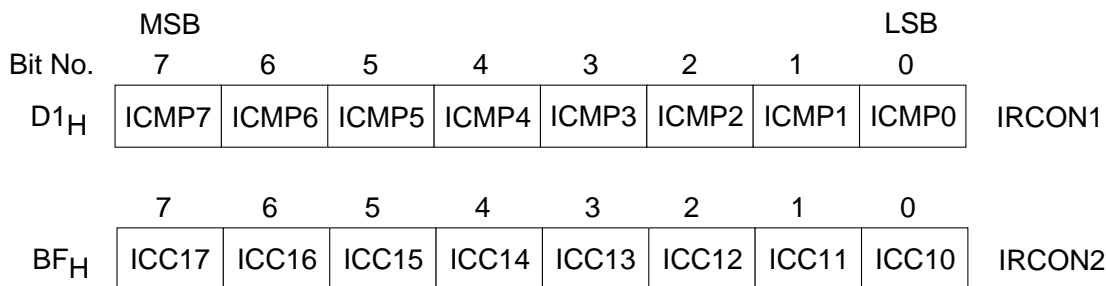 MSB LSB
Bit No. 7 6 5 4 3 2 1 0
D1H ICMP7 ICMP6 ICMP5 ICMP4 ICMP3 ICMP2 ICMP1 ICMP0 IRCON1
7 6 5 4 3 2 1 0
BFH ICC17 ICC16 ICC15 ICC14 ICC13 ICC12 ICC11 ICC10 IRCON2